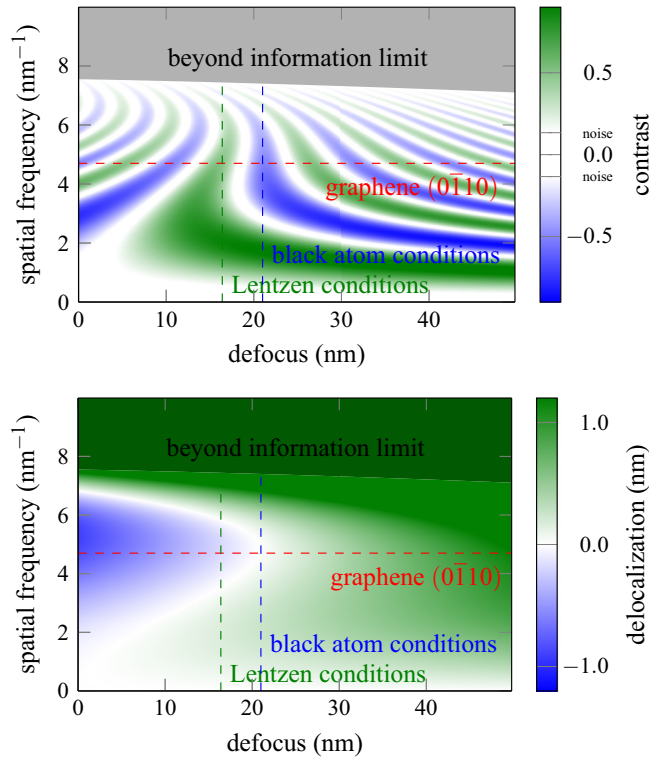 beyond information limit
8
6
4
2
0
spatial frequency (nm−1)
graphene (01̅10)
black atom conditions
Lentzen conditions
0
10
20
30
40
defocus (nm)
0.5
noise
0.0
noise
−0.5
contrast
beyond information limit
8
6
4
2
0
spatial frequency (nm−1)
graphene (01̅10)
black atom conditions
Lentzen conditions
0
10
20
30
40
defocus (nm)
1.0
0.0
−1.0
delocalization (nm)